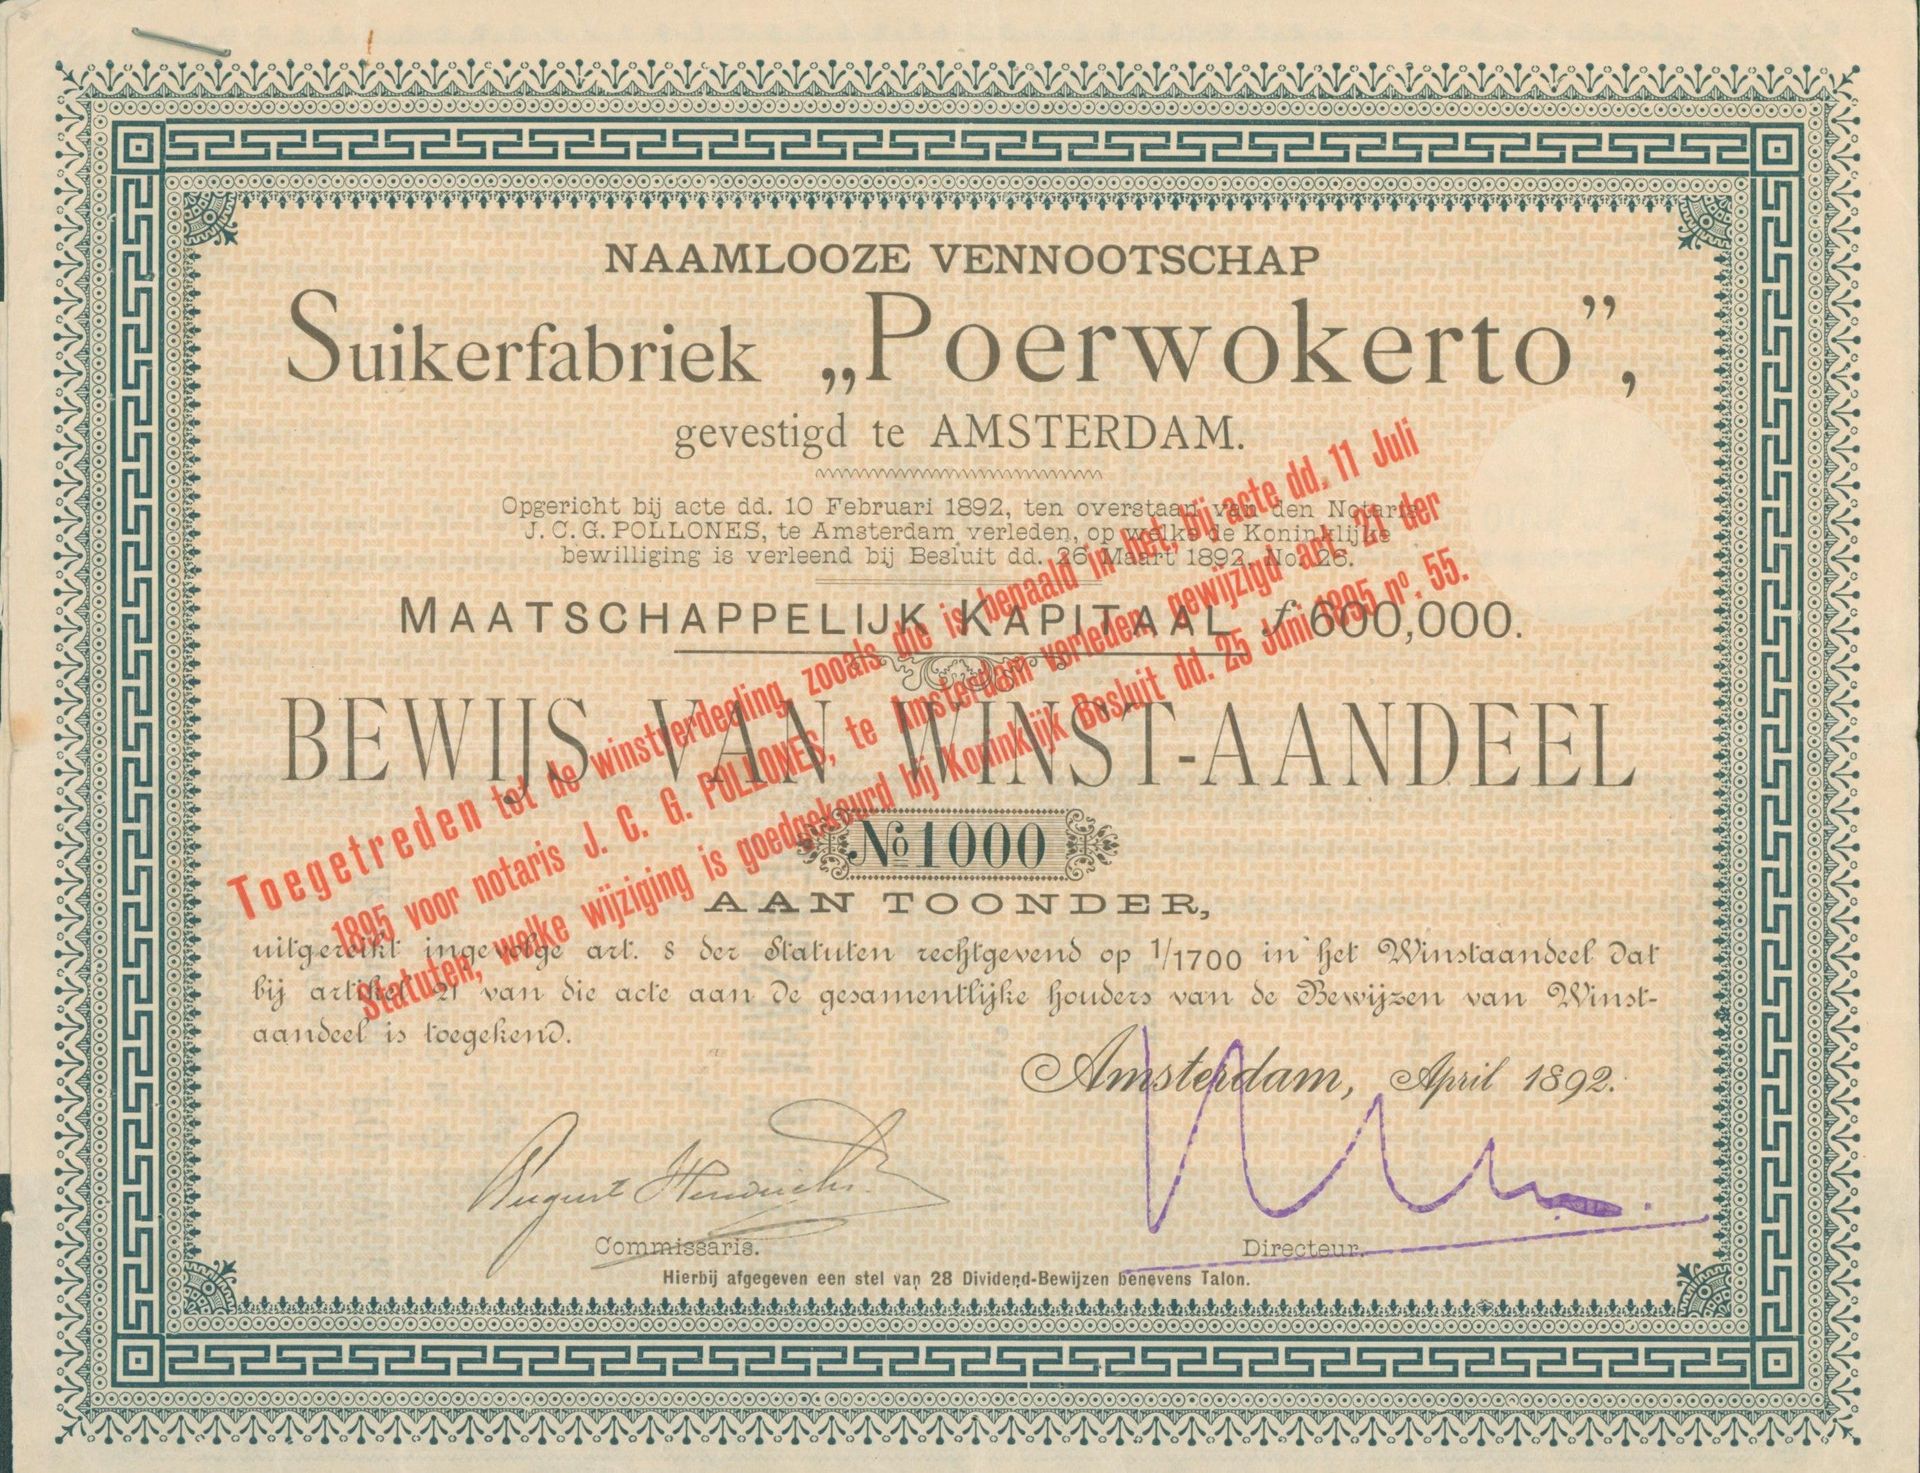 NAAMLOOZE VENNOOTSCHAP
Suikerfabriek „Poerwokerto”,
gevestigd te AMSTERDAM.
Opgericht bij acte dd. 10 Februari 1892, ten overstaan van den Notaris
J. C. G. POLLONES, te Amsterdam verleden, op welke de Koninklijke
bewilliging is verleend bij Besluit dd. 26 Maart 1892, No. 26.
MAATSCHAPPELIJK KAPITAAL f 600,000.
BEWIJS VAN WINST-AANDEEL
No 1000
AAN TOONDER,
uitgereikt ingevolge art. 8 der Statuten rechtgevend op 1/1700 in het Winstaandeel dat
bij artikel 21 van die acte aan de gesamentlijke houders van de Bewijzen van Winst-
aandeel is toegekend.
Amsterdam, April 1892.
August Hendrichs
Commissaris.
Directeur.
Hierbij afgegeven een stel van 28 Dividend-Bewijzen benevens Talon.
Toegetreden tot de winstverdeeling, zooals die is bepaald in het, bij acte dd. 11 Juli
1895 voor notaris J. C. G. POLLONES, te Amsterdam verleden, gewijzigd art. 21 der
Statuten, welke wijziging is goedgekeurd bij Koninklijk Besluit dd. 25 Juni 1895 nº. 55.